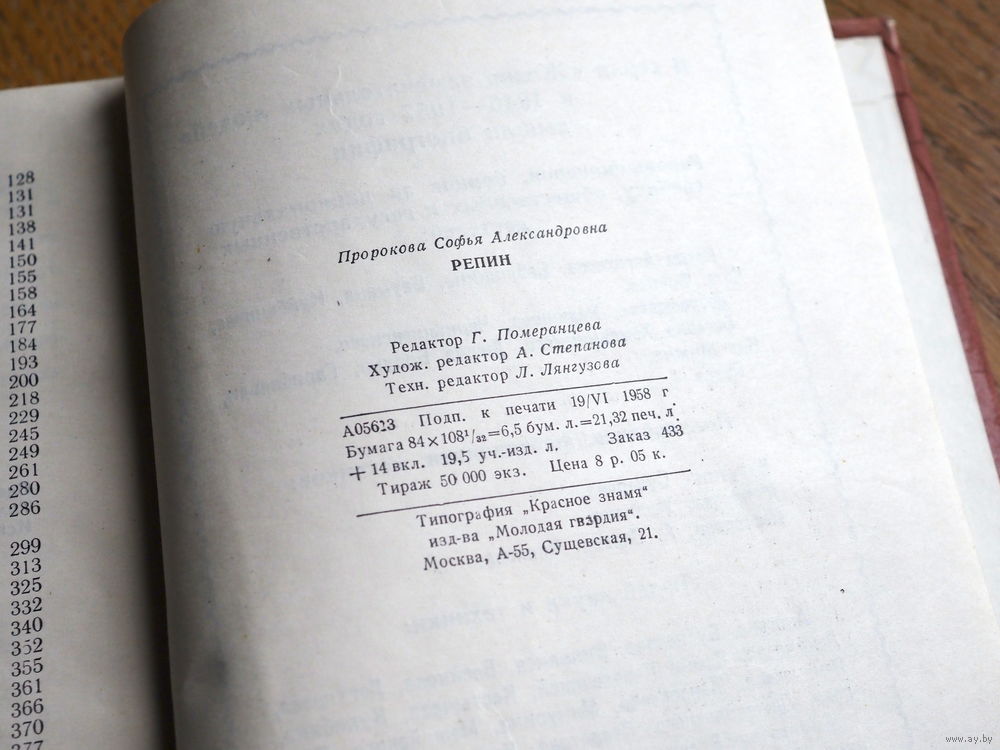 128
131
131
138
141
150
155
158
164
177
184
193
200
218
229
245
249
261
280
286
299
313
325
332
340
352
355
361
366
370
377
Пророкова Софья Александровна
РЕПИН
Редактор Г. Померанцева
Худож. редактор А. Степанова
Техн. редактор Л. Лянгузова
А05623 Подп. к печати 19/VI 1958 г.
Бумага 84×108¹/₃₂=6,5 бум. л.=21,32 печ. л.
+ 14 вкл. 19,5 уч.-изд. л. Заказ 433
Тираж 50 000 экз. Цена 8 р. 05 к.
Типография „Красное знамя“
изд-ва „Молодая гвардия“.
Москва, А-55, Сущевская, 21.
www.ay.by